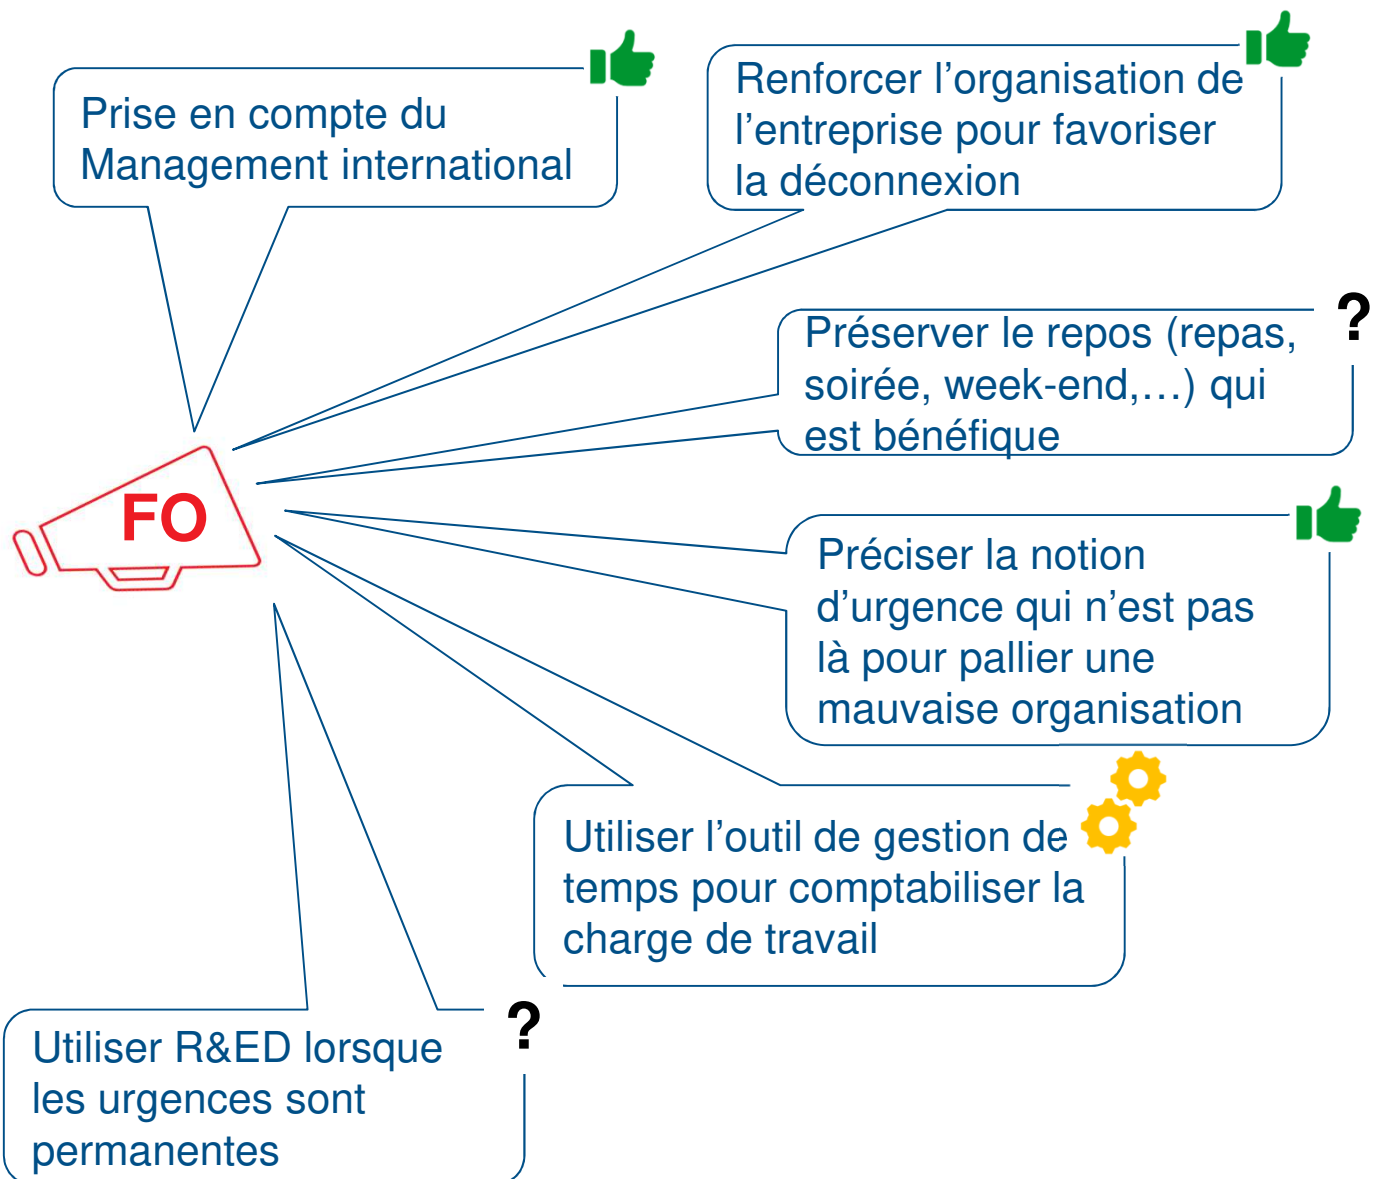 Prise en compte du
Management international
Renforcer l’organisation de
l’entreprise pour favoriser
la déconnexion
?
Préserver le repos (repas,
soirée, week-end,…) qui
est bénéfique
FO
Préciser la notion
d’urgence qui n’est pas
là pour pallier une
mauvaise organisation
Utiliser l’outil de gestion de
temps pour comptabiliser la
charge de travail
?
Utiliser R&ED lorsque
les urgences sont
permanentes